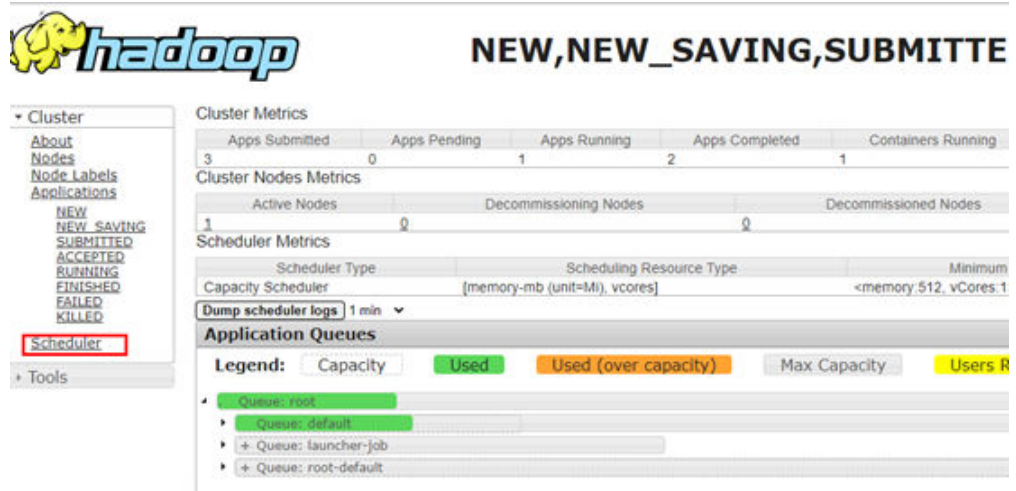 hadoop
NEW,NEW_SAVING,SUBMITTE
Cluster
About
Nodes
Node Labels
Applications
NEW
NEW_SAVING
SUBMITTED
ACCEPTED
RUNNING
FINISHED
FAILED
KILLED
Scheduler
Tools
Cluster Metrics
Apps Submitted Apps Pending Apps Running Apps Completed Containers Running
3 0 1 2 1
Cluster Nodes Metrics
Active Nodes Decommissioning Nodes Decommissioned Nodes
1 0 0
Scheduler Metrics
Scheduler Type Scheduling Resource Type Minimum
Capacity Scheduler [memory-mb (unit=Mi), vcores] <memory:512, vCores:1
Dump scheduler logs 1 min
Application Queues
Legend: Capacity Used Used (over capacity) Max Capacity Users R
Queue: root
Queue: default
+ Queue: launcher-job
+ Queue: root-default